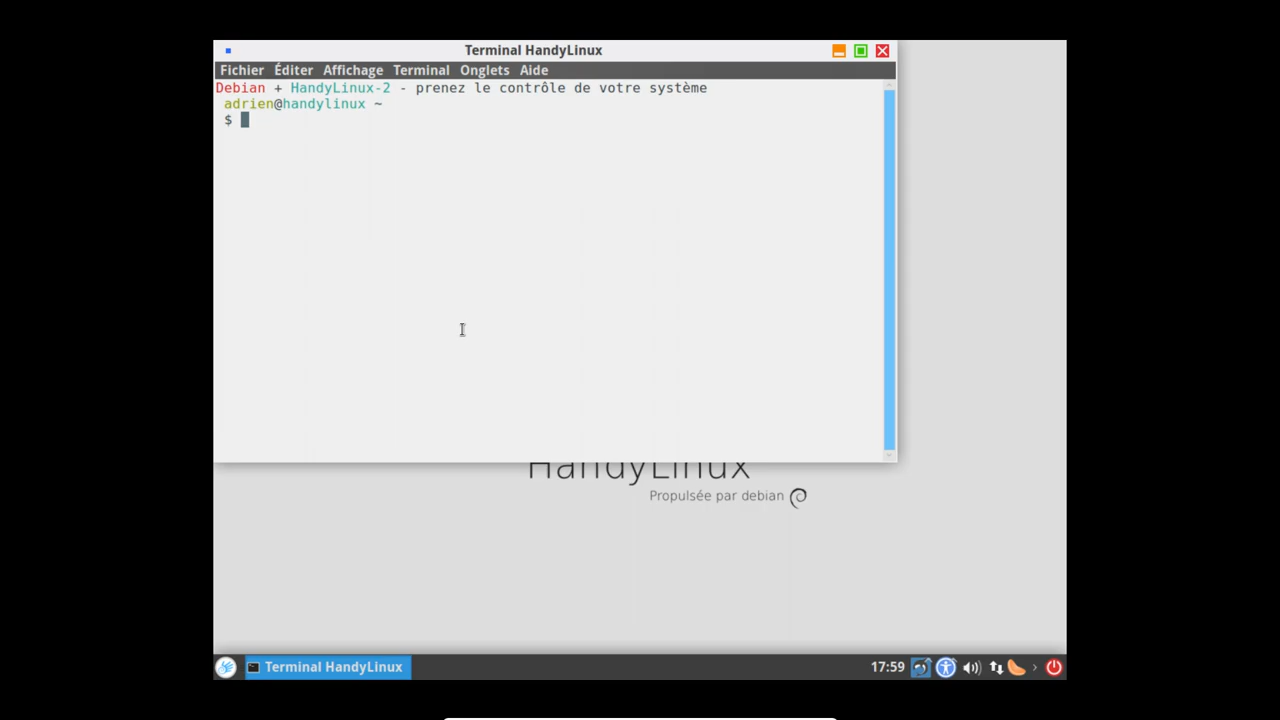 Terminal HandyLinux
Fichier Éditer Affichage Terminal Onglets Aide
Debian + HandyLinux-2 - prenez le contrôle de votre système
adrien@handylinux ~
$
HandyLinux
Propulsée par debian
Terminal HandyLinux 17:59